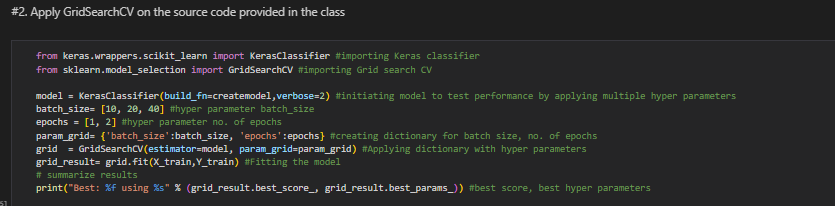 #2. Apply GridSearchCV on the source code provided in the class
from keras.wrappers.scikit_learn import KerasClassifier #importing Keras classifier
from sklearn.model_selection import GridSearchCV #importing Grid search CV
model = KerasClassifier(build_fn=createmodel,verbose=2) #initiating model to test performance by applying multiple hyper parameters
batch_size= [10, 20, 40] #hyper parameter batch_size
epochs = [1, 2] #hyper parameter no. of epochs
param_grid= {'batch_size':batch_size, 'epochs':epochs} #creating dictionary for batch size, no. of epochs
grid  = GridSearchCV(estimator=model, param_grid=param_grid) #Applying dictionary with hyper parameters
grid_result= grid.fit(X_train,Y_train) #Fitting the model
# summarize results
print("Best: %f using %s" % (grid_result.best_score_, grid_result.best_params_)) #best score, best hyper parameters